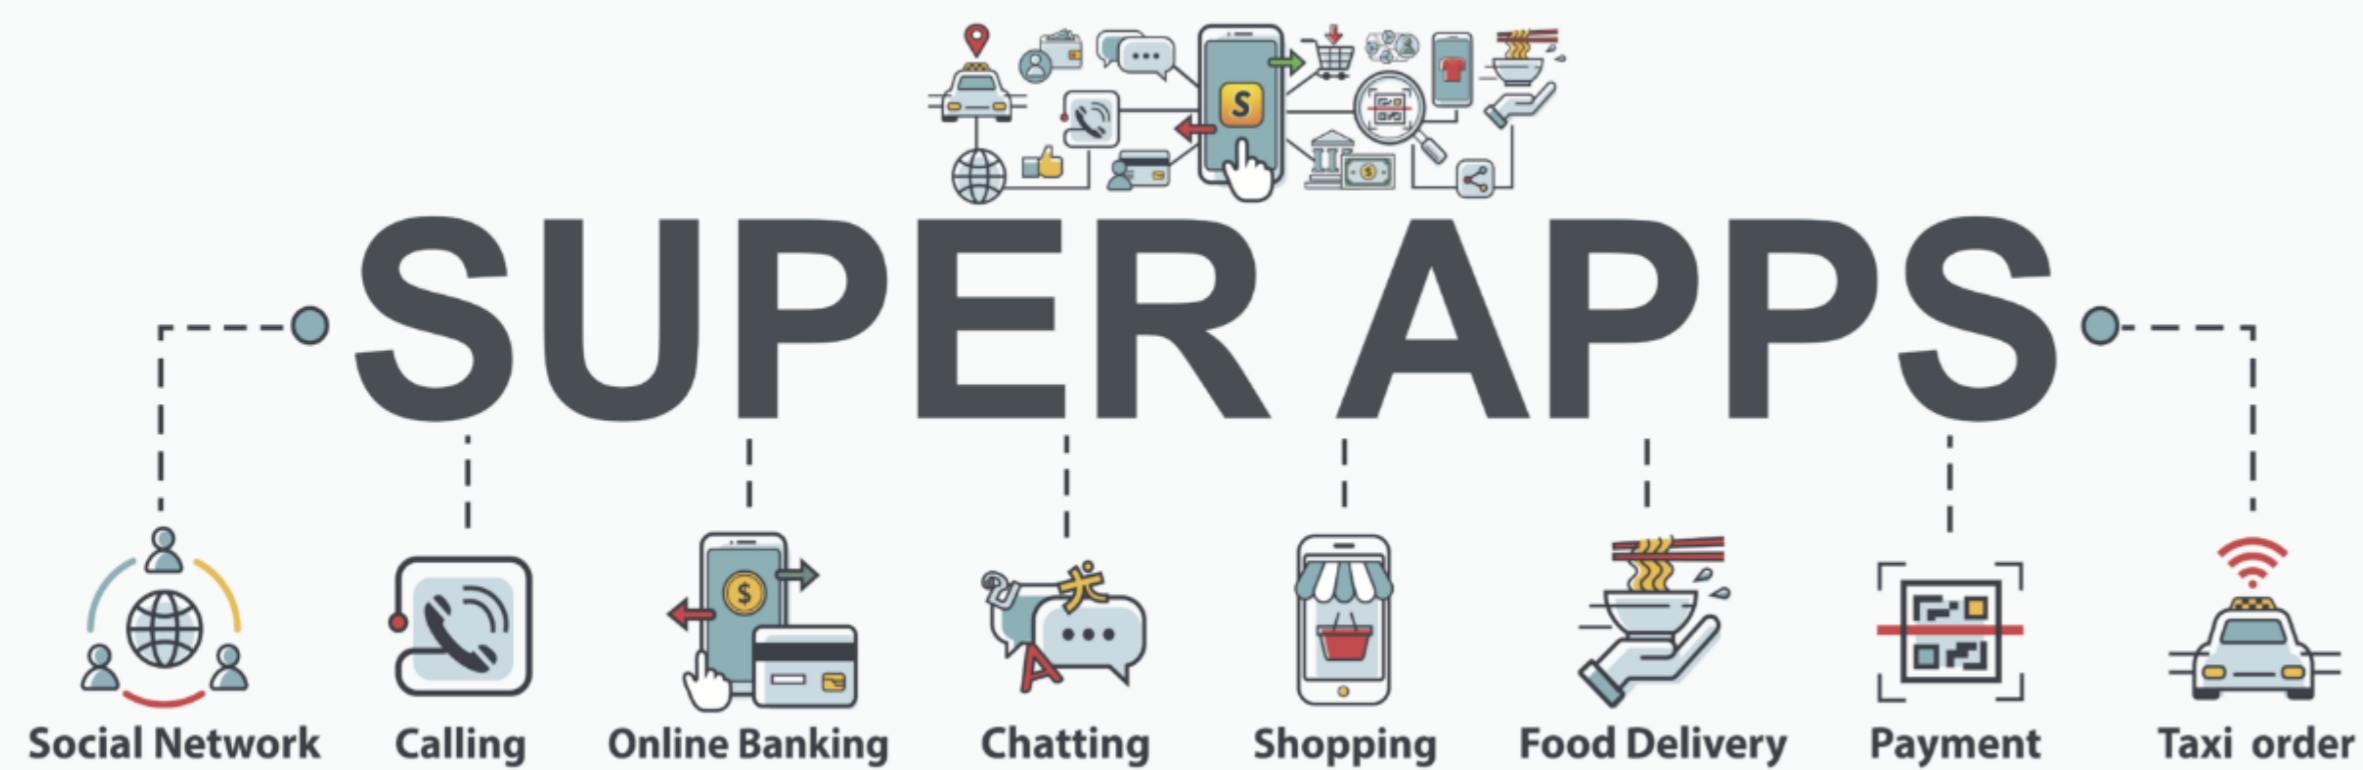 S
SUPER APPS
$
Social Network
Calling
Online Banking
Chatting
Shopping
Food Delivery
Payment
Taxi order